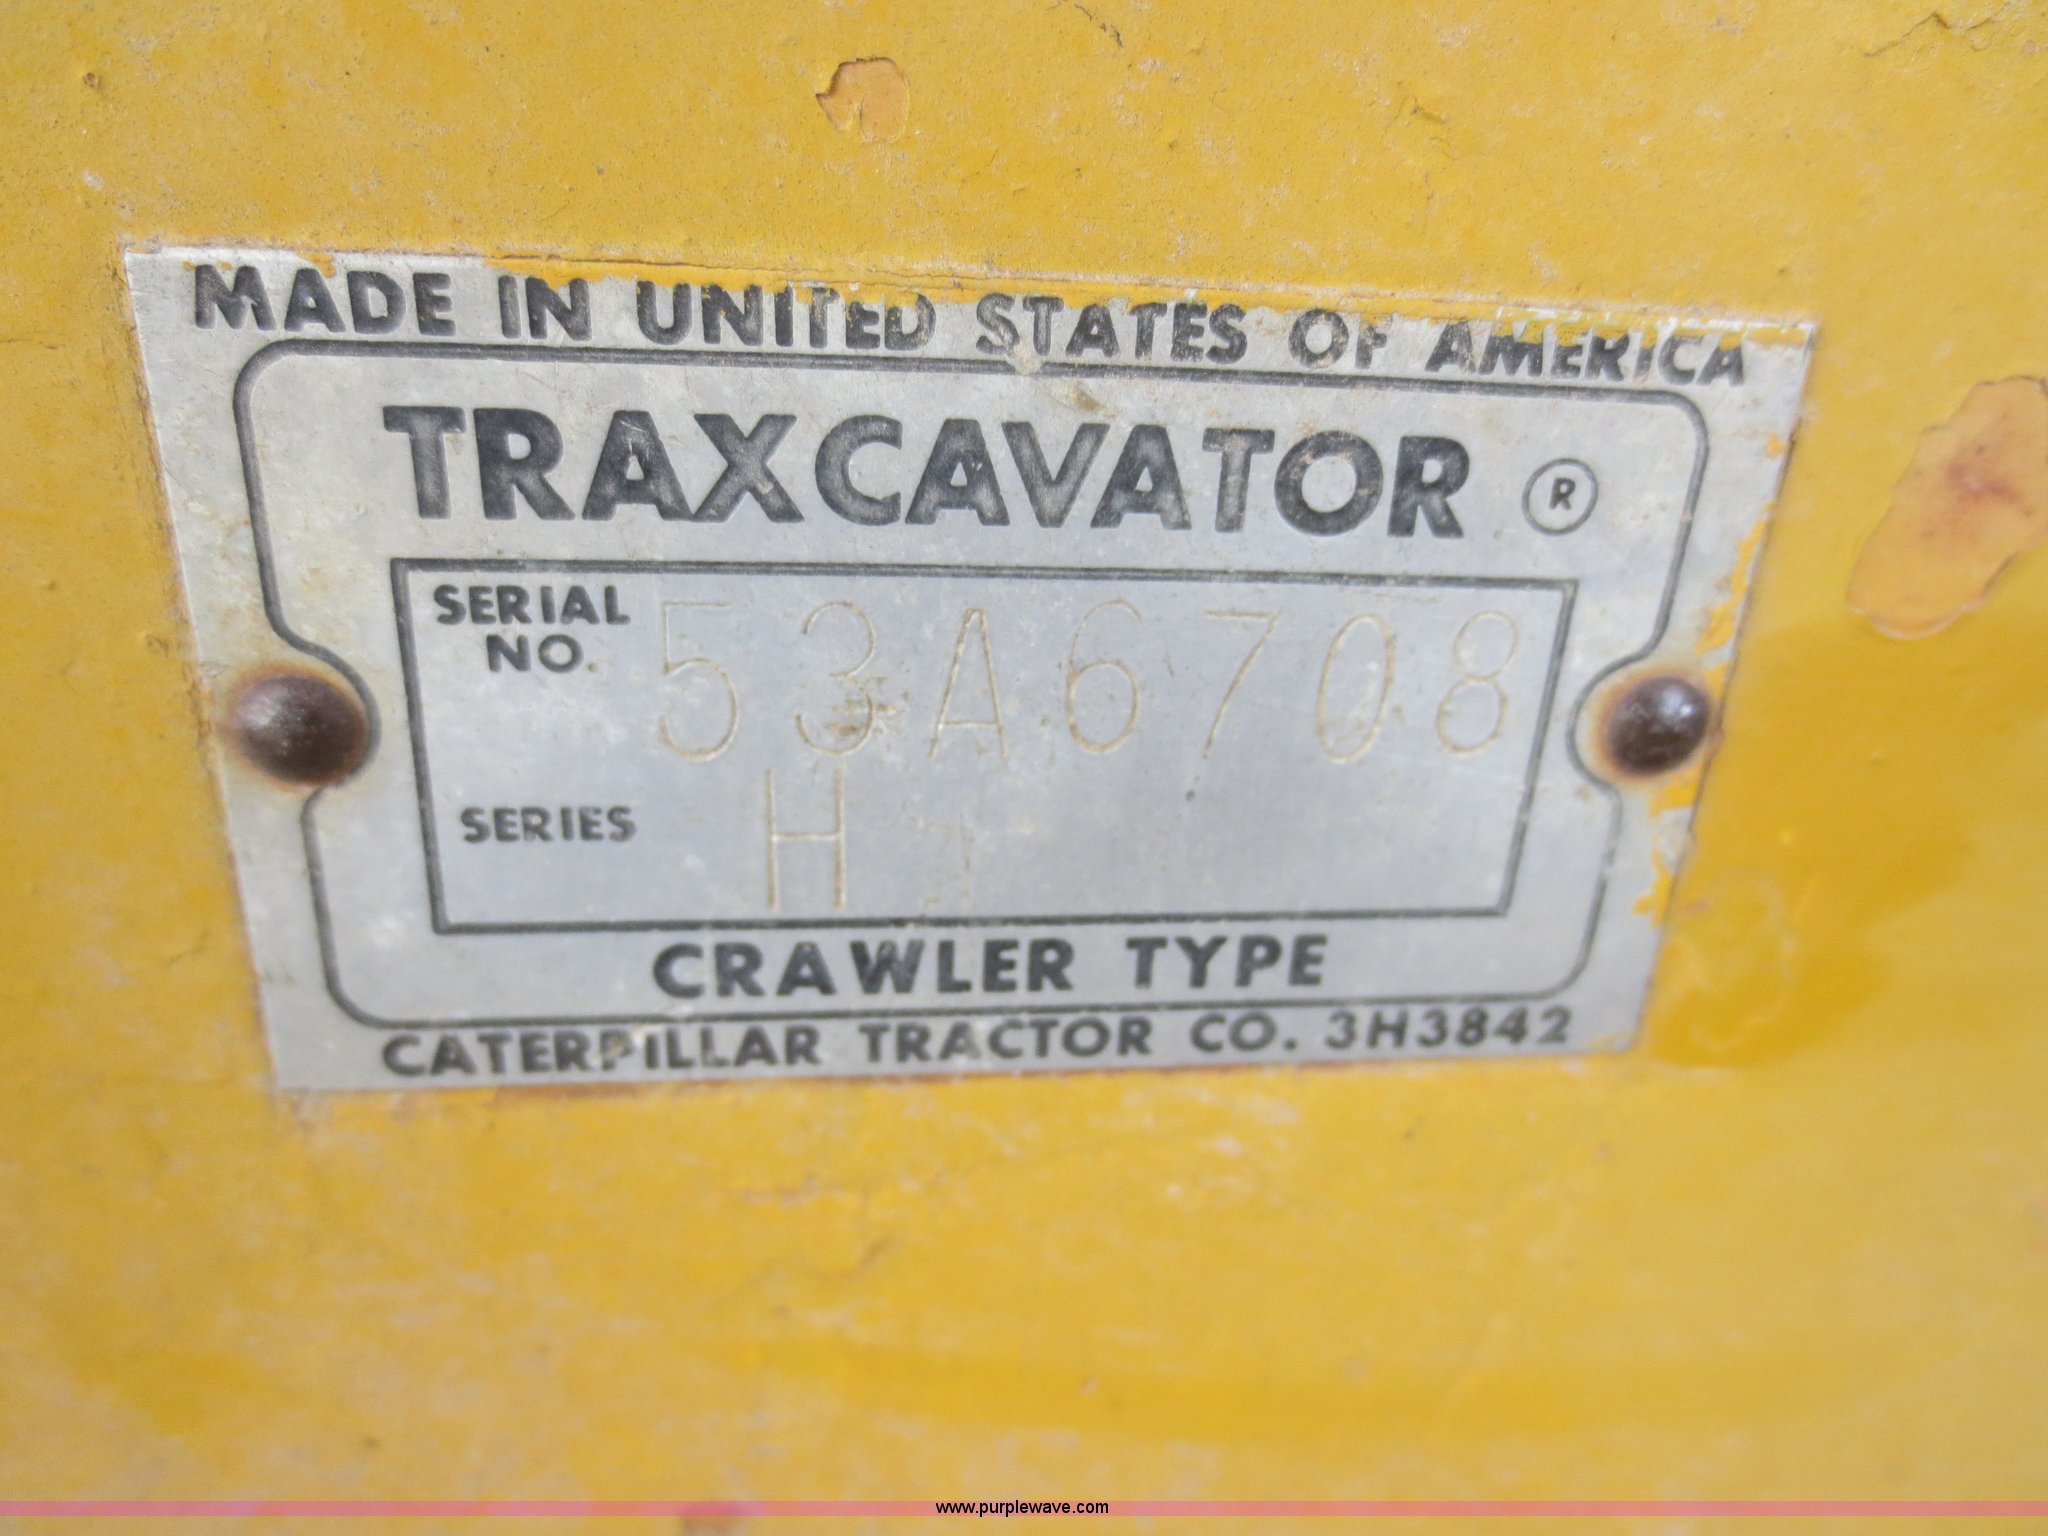 MADE IN UNITED STATES OF AMERICA
TRAXCAVATOR ®
SERIAL NO. 53A6708
SERIES H
CRAWLER TYPE
CATERPILLAR TRACTOR CO. 3H3842
www.purplewave.com